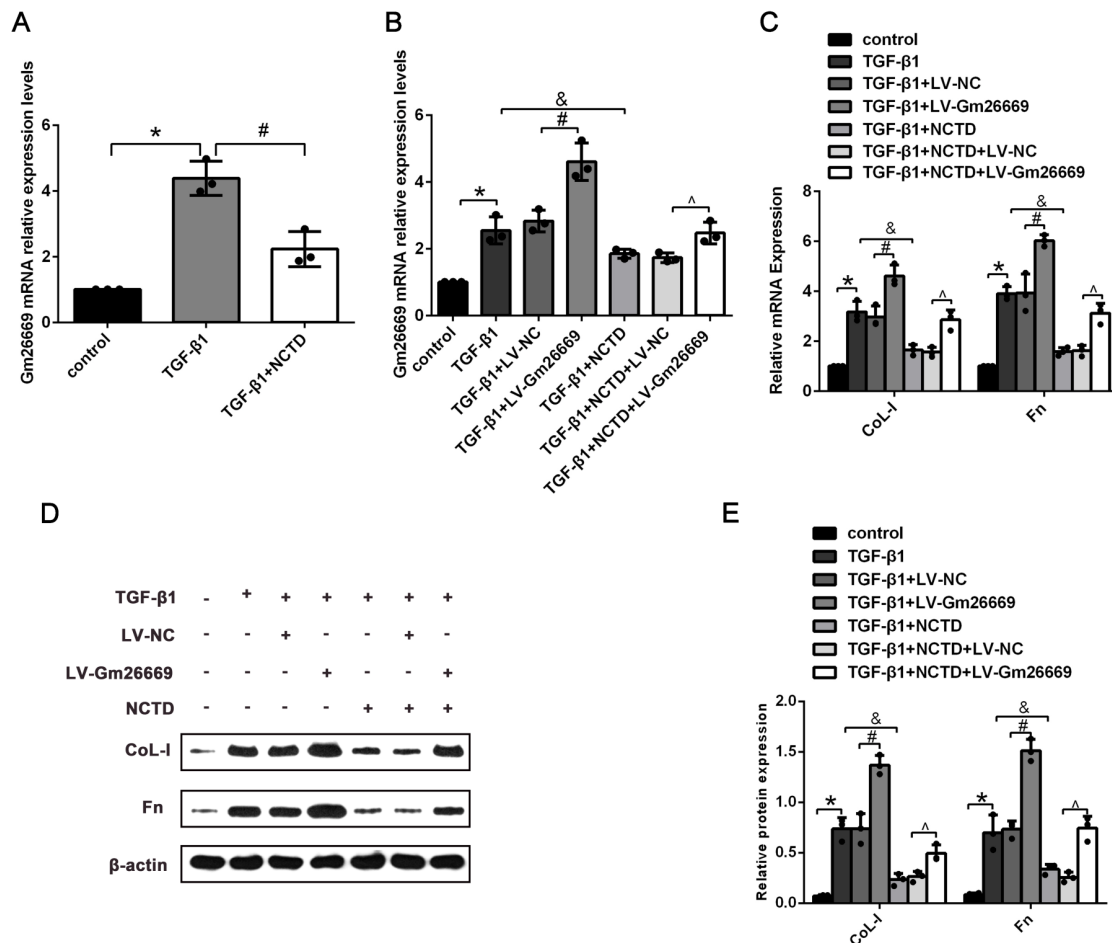 A
Gm26669 mRNA relative expression levels
6
4
2
0
*
#
control
TGF-β1
TGF-β1+NCTD
B
Gm26669 mRNA relative expression levels
6
4
2
0
*
&
#
^
control
TGF-β1
TGF-β1+LV-NC
TGF-β1+LV-Gm26669
TGF-β1+NCTD
TGF-β1+NCTD+LV-NC
TGF-β1+NCTD+LV-Gm26669
C
control
TGF-β1
TGF-β1+LV-NC
TGF-β1+LV-Gm26669
TGF-β1+NCTD
TGF-β1+NCTD+LV-NC
TGF-β1+NCTD+LV-Gm26669
Relative mRNA Expression
8
6
4
2
0
*
&
#
^
*
&
#
^
CoL-I
Fn
D
TGF-β1 - + + + + + +
LV-NC - - + - - + -
LV-Gm26669 - - - + - - +
NCTD - - - - + + +
CoL-I
Fn
β-actin
E
control
TGF-β1
TGF-β1+LV-NC
TGF-β1+LV-Gm26669
TGF-β1+NCTD
TGF-β1+NCTD+LV-NC
TGF-β1+NCTD+LV-Gm26669
Relative protein expression
2.0
1.5
1.0
0.5
0.0
*
&
#
^
*
&
#
^
CoL-I
Fn